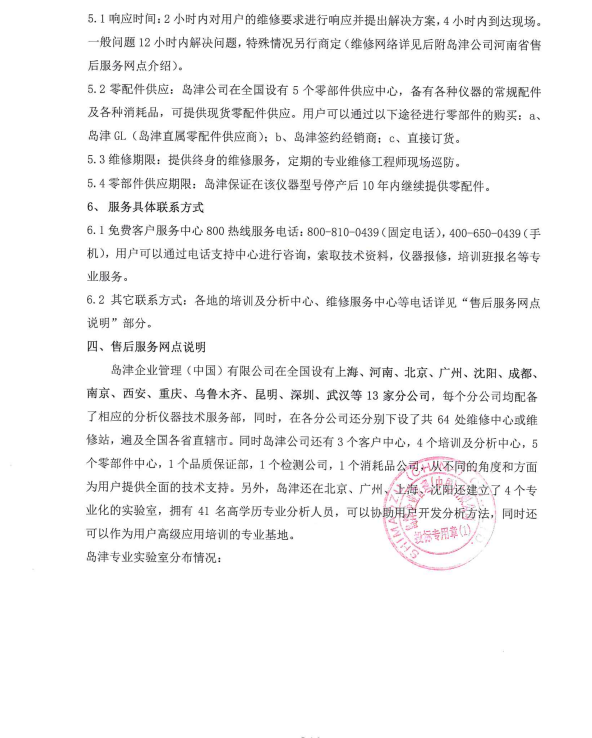 5.1 响应时间：2 小时内对用户的维修要求进行响应并提出解决方案，4 小时内到达现场。
一般问题 12 小时内解决问题，特殊情况另行商定（维修网络详见后附岛津公司河南省售
后服务网点介绍）。
5.2 零配件供应：岛津公司在全国设有 5 个零部件供应中心，备有各种仪器的常规配件
及各种消耗品，可提供现货零配件供应。用户可以通过以下途径进行零部件的购买：a、
岛津 GL（岛津直属零配件供应商）；b、岛津签约经销商；c、直接订货。
5.3 维修期限：提供终身的维修服务，定期的专业维修工程师现场巡防。
5.4 零部件供应期限：岛津保证在该仪器型号停产后 10 年内继续提供零配件。
6、 服务具体联系方式
6.1 免费客户服务中心 800 热线服务电话：800-810-0439（固定电话），400-650-0439（手
机），用户可以通过电话支持中心进行咨询，索取技术资料，仪器报修，培训班报名等专
业服务。
6.2 其它联系方式：各地的培训及分析中心、维修服务中心等电话详见“售后服务网点
说明”部分。
四、售后服务网点说明
岛津企业管理（中国）有限公司在全国设有上海、河南、北京、广州、沈阳、成都、
南京、西安、重庆、乌鲁木齐、昆明、深圳、武汉等 13 家分公司，每个分公司均配备
了相应的分析仪器技术服务部，同时，在各分公司还分别下设了共 64 处维修中心或维
修站，遍及全国各省直辖市。同时岛津公司还有 3 个客户中心，4 个培训及分析中心，5
个零部件中心，1 个品质保证部，1 个检测公司，1 个消耗品公司，从不同的角度和方面
为用户提供全面的技术支持。另外，岛津还在北京、广州、上海、沈阳还建立了 4 个专
业化的实验室，拥有 41 名高学历专业分析人员，可以协助用户开发分析方法，同时还
可以作为用户高级应用培训的专业基地。
投标专用章(1)
岛津专业实验室分布情况：